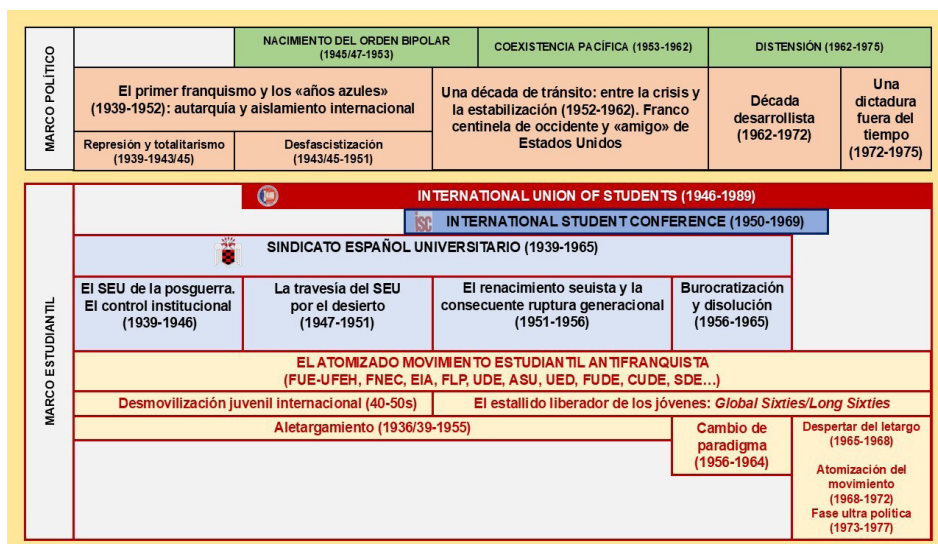 MARCO POLÍTICO
NACIMIENTO DEL ORDEN BIPOLAR
(1945/47-1953)
COEXISTENCIA PACÍFICA (1953-1962)
DISTENSIÓN (1962-1975)
El primer franquismo y los «años azules»
(1939-1952): autarquía y aislamiento internacional
Una década de tránsito: entre la crisis y
la estabilización (1952-1962). Franco
centinela de occidente y «amigo» de
Estados Unidos
Década
desarrollista
(1962-1972)
Una
dictadura
fuera del
tiempo
(1972-1975)
Represión y totalitarismo
(1939-1943/45)
Desfascistización
(1943/45-1951)
MARCO ESTUDIANTIL
INTERNATIONAL UNION OF STUDENTS (1946-1989)
isc
INTERNATIONAL STUDENT CONFERENCE (1950-1969)
SINDICATO ESPAÑOL UNIVERSITARIO (1939-1965)
El SEU de la posguerra.
El control institucional
(1939-1946)
La travesía del SEU
por el desierto
(1947-1951)
El renacimiento seuista y la
consecuente ruptura generacional
(1951-1956)
Burocratización
y disolución
(1956-1965)
EL ATOMIZADO MOVIMIENTO ESTUDIANTIL ANTIFRANQUISTA
(FUE-UFEH, FNEC, EIA, FLP, UDE, ASU, UED, FUDE, CUDE, SDE...)
Desmovilización juvenil internacional (40-50s)
El estallido liberador de los jóvenes: Global Sixties/Long Sixties
Aletargamiento (1936/39-1955)
Cambio de
paradigma
(1956-1964)
Despertar del letargo
(1965-1968)
Atomización del
movimiento
(1968-1972)
Fase ultra política
(1973-1977)